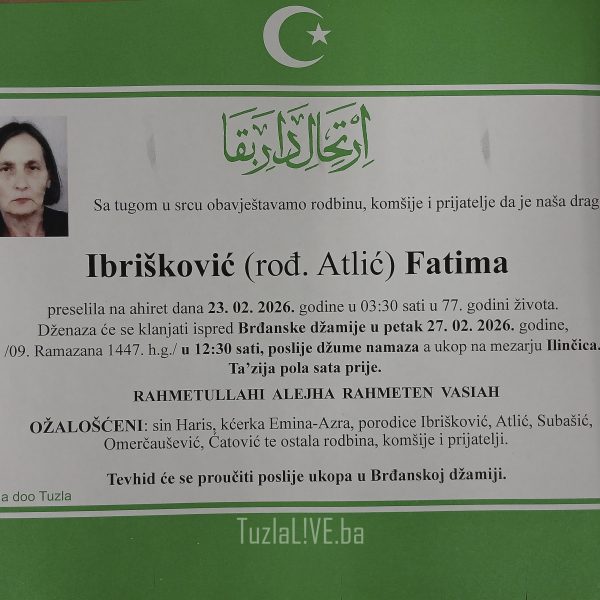 اِرْتِحَالِ دَارِ بَقَا
Sa tugom u srcu obavještavamo rodbinu, komšije i prijatelje da je naša drag
Ibrišković (rođ. Atlić) Fatima
preselila na ahiret dana 23. 02. 2026. godine u 03:30 sati u 77. godini života.
Dženaza će se klanjati ispred Brđanske džamije u petak 27. 02. 2026. godine,
/09. Ramazana 1447. h.g./ u 12:30 sati, poslije džume namaza a ukop na mezarju Ilinčica.
Ta’zija pola sata prije.
RAHMETULLAHI ALEJHA RAHMETEN VASIAH
OŽALOŠĆENI: sin Haris, kćerka Emina-Azra, porodice Ibrišković, Atlić, Subašić,
Omerčaušević, Ćatović te ostala rodbina, komšije i prijatelji.
Tevhid će se proučiti poslije ukopa u Brđanskoj džamiji.
a doo Tuzla
TuzlaL!VE.ba